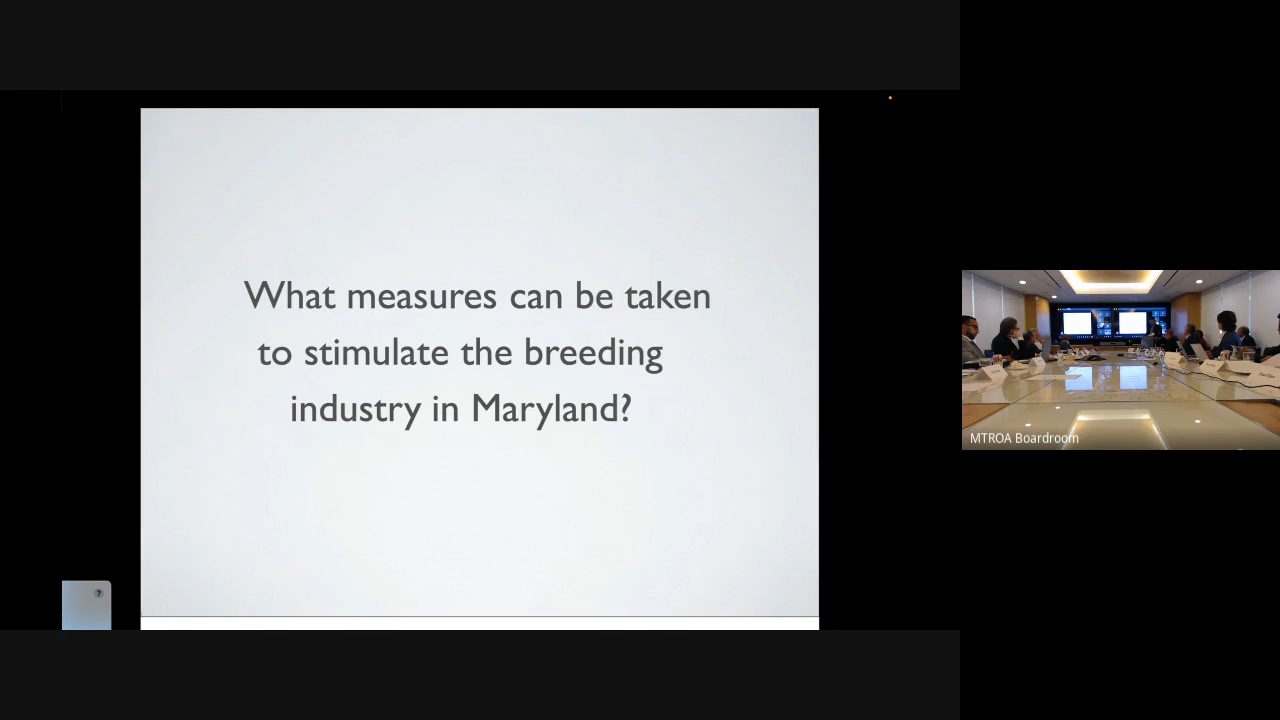 What measures can be taken
to stimulate the breeding
industry in Maryland?
?
MTROA Boardroom